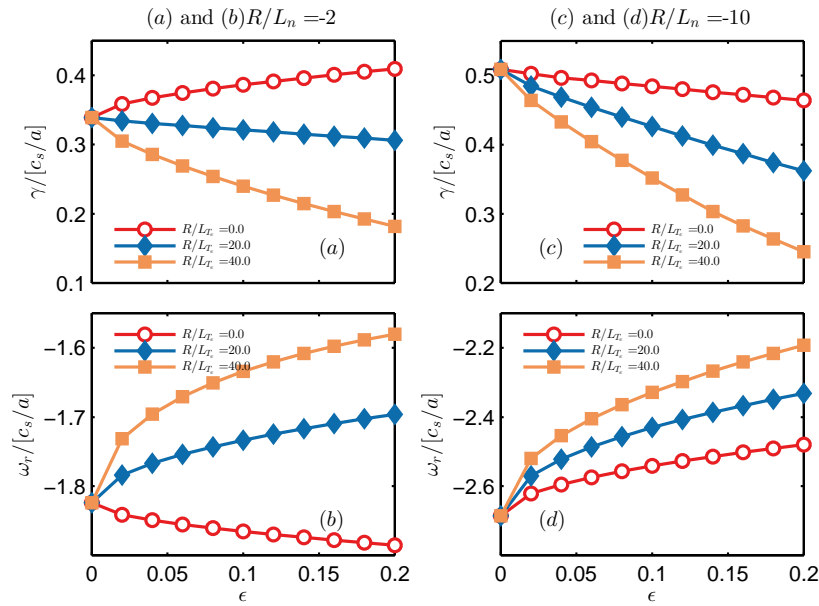 (a) and (b)R/L_n =-2
(c) and (d)R/L_n =-10
γ/[c_s/a]
0.4
0.3
0.2
0.1
R/L_{T_e} =0.0
R/L_{T_e} =20.0
R/L_{T_e} =40.0
(a)
γ/[c_s/a]
0.5
0.4
0.3
0.2
R/L_{T_e} =0.0
R/L_{T_e} =20.0
R/L_{T_e} =40.0
(c)
ω_r/[c_s/a]
−1.6
−1.7
−1.8
R/L_{T_e} =0.0
R/L_{T_e} =20.0
R/L_{T_e} =40.0
(b)
0 0.05 0.1 0.15 0.2
ϵ
ω_r/[c_s/a]
−2.2
−2.4
−2.6
R/L_{T_e} =0.0
R/L_{T_e} =20.0
R/L_{T_e} =40.0
(d)
0 0.05 0.1 0.15 0.2
ϵ